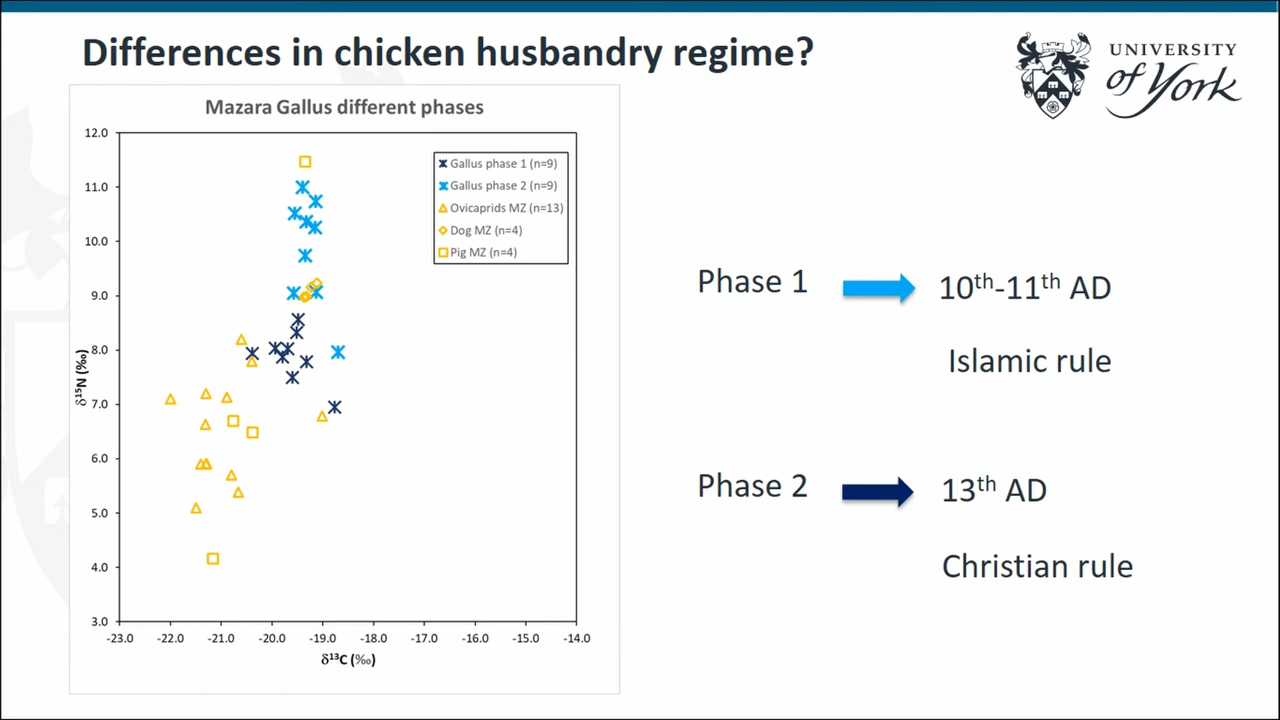 Differences in chicken husbandry regime?
UNIVERSITY
of York
Mazara Gallus different phases
12.0
11.0
10.0
9.0
8.0
7.0
6.0
5.0
4.0
3.0
δ¹⁵N (‰)
Gallus phase 1 (n=9)
Gallus phase 2 (n=9)
Ovicaprids MZ (n=13)
Dog MZ (n=4)
Pig MZ (n=4)
-23.0 -22.0 -21.0 -20.0 -19.0 -18.0 -17.0 -16.0 -15.0 -14.0
δ¹³C (‰)
Phase 1 10th-11th AD
Islamic rule
Phase 2 13th AD
Christian rule